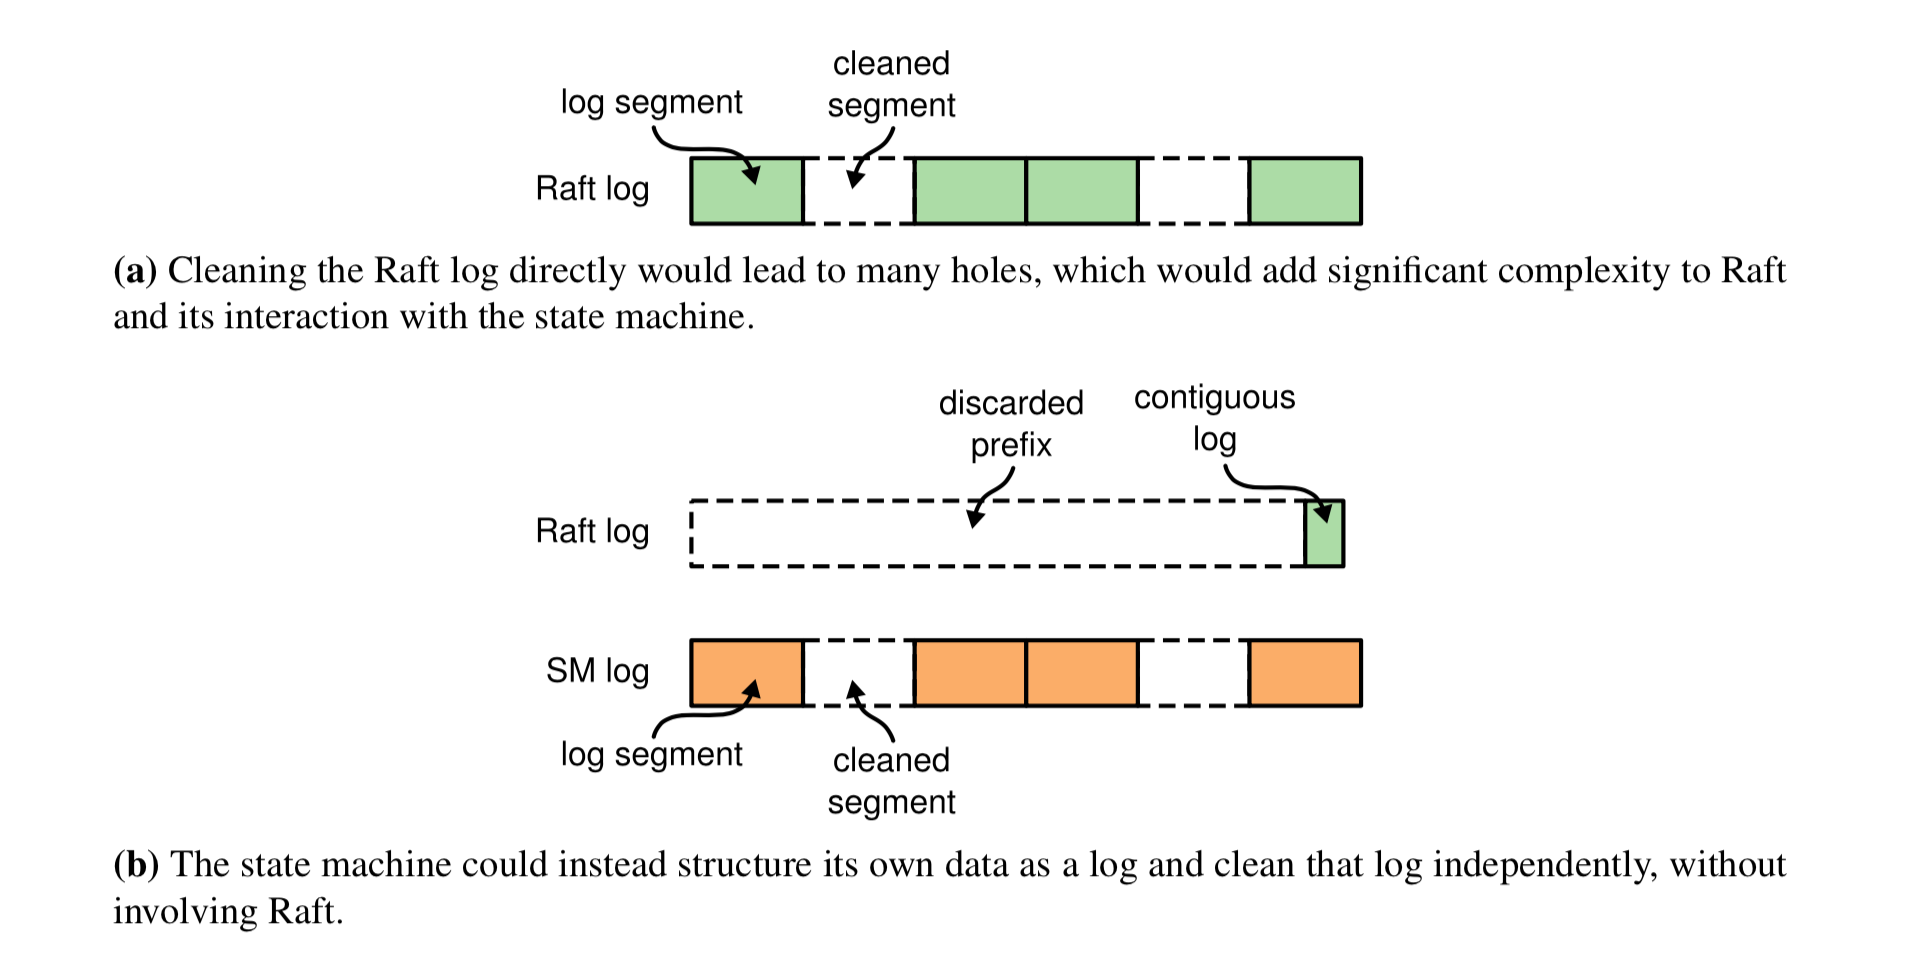 cleaned
segment
log segment
Raft log
(a) Cleaning the Raft log directly would lead to many holes, which would add significant complexity to Raft
and its interaction with the state machine.
discarded
prefix
contiguous
log
Raft log
SM log
log segment
cleaned
segment
(b) The state machine could instead structure its own data as a log and clean that log independently, without
involving Raft.